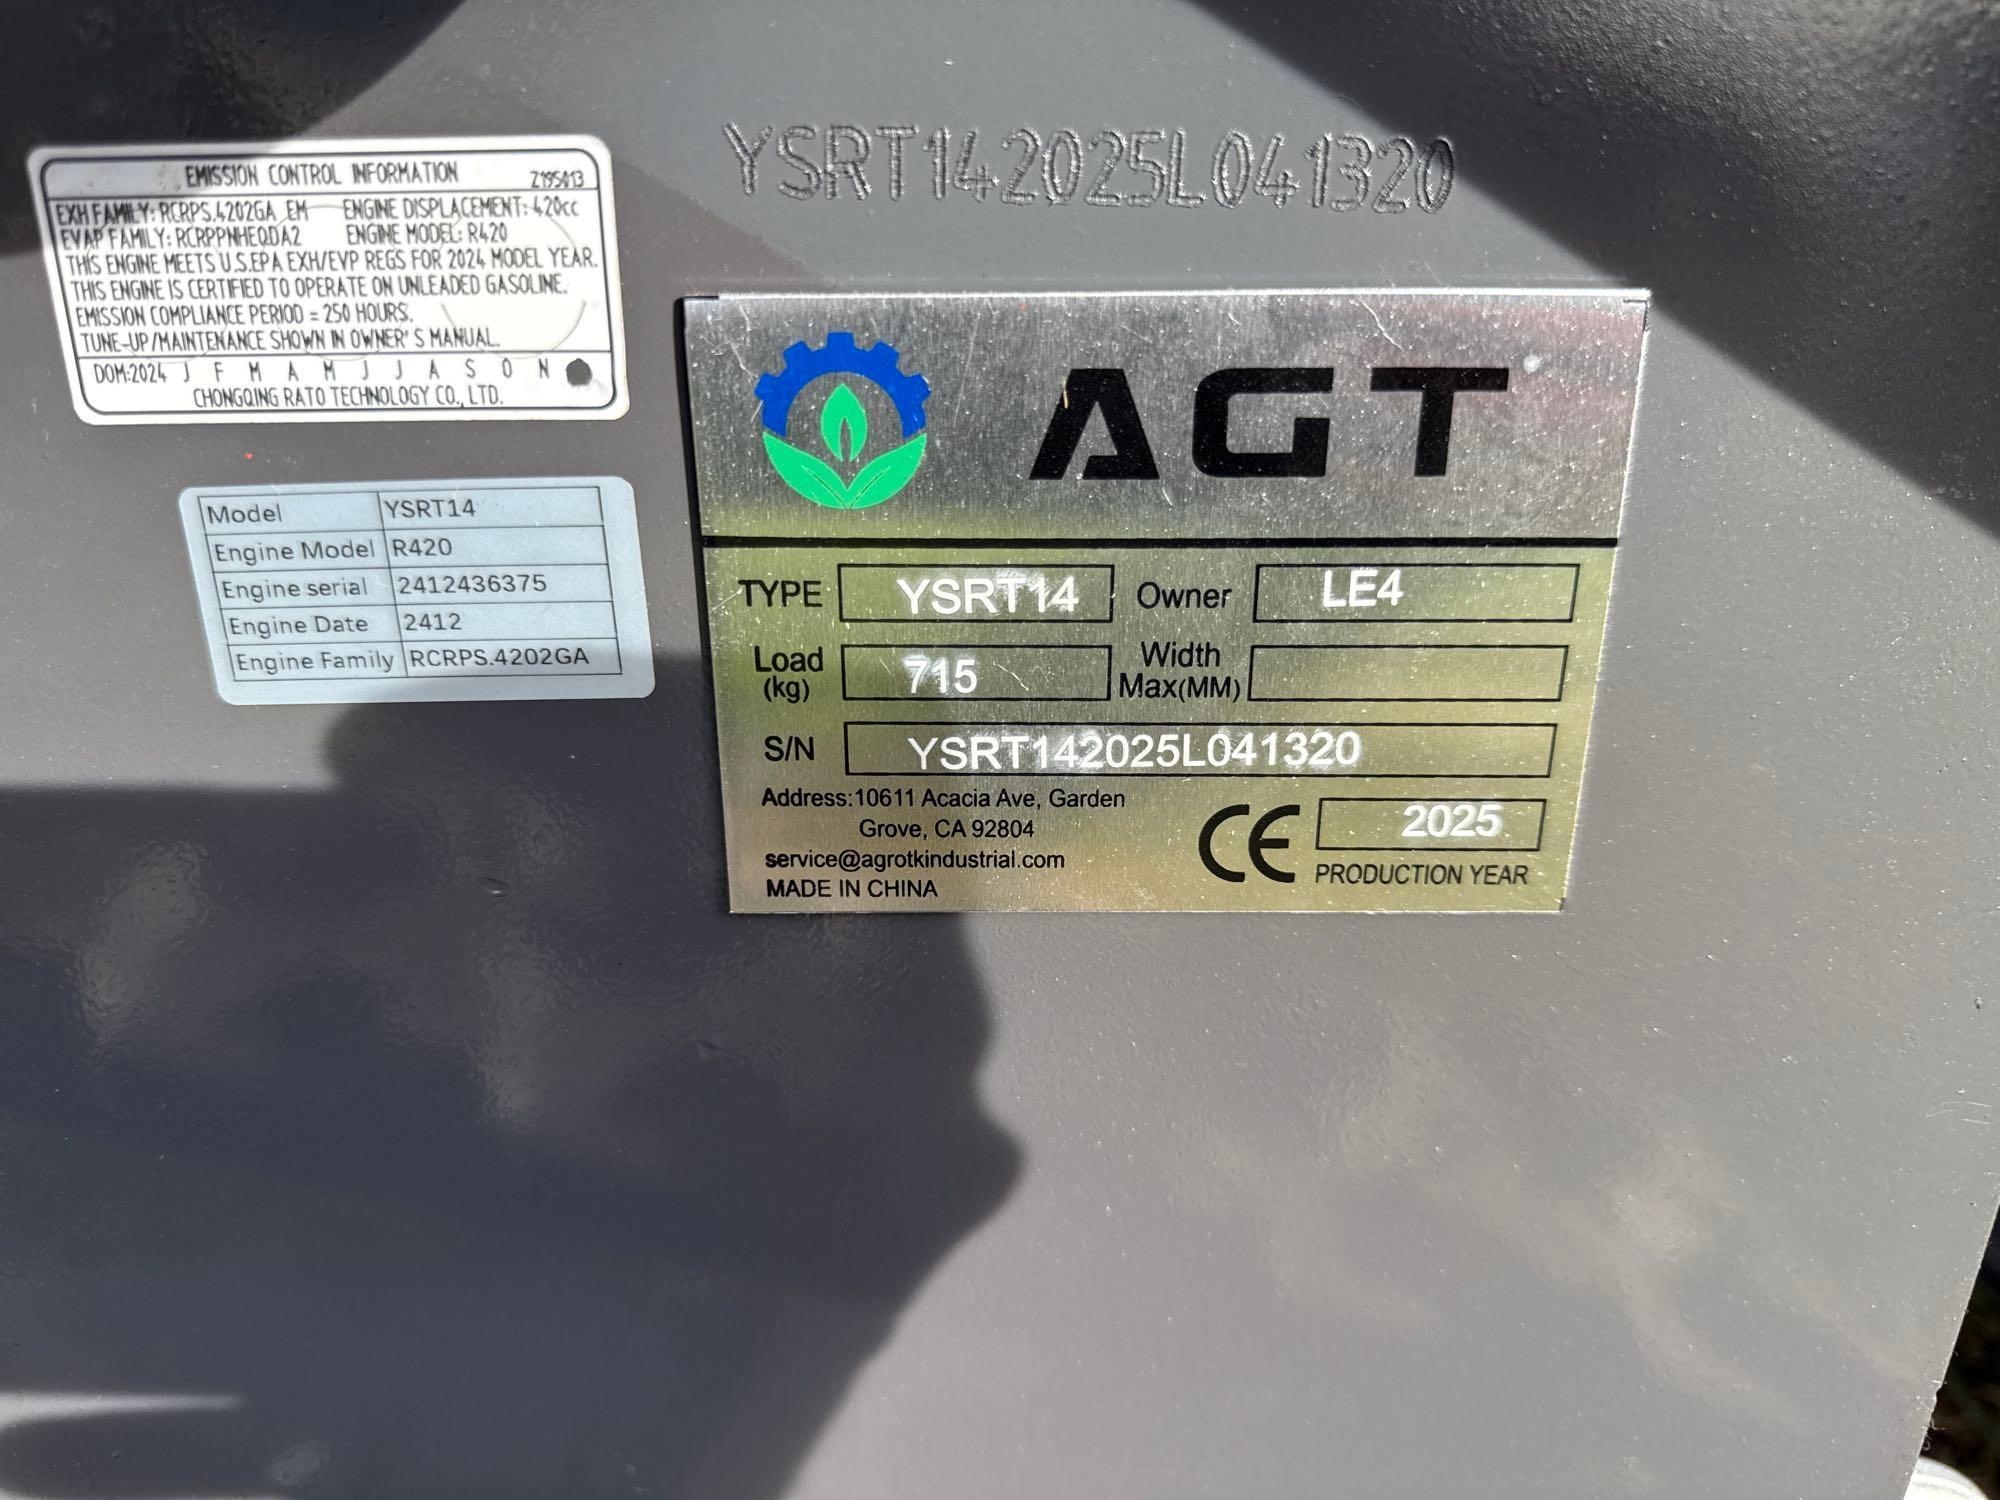 YSRT142025L041320
EMISSION CONTROL INFORMATION Z195413
EXH FAMILY: RCRPS.4202GA EM ENGINE DISPLACEMENT: 420cc
EVAP FAMILY: RCRPPNHEQDA2 ENGINE MODEL: R420
THIS ENGINE MEETS U.S.EPA EXH/EVP REGS FOR 2024 MODEL YEAR.
THIS ENGINE IS CERTIFIED TO OPERATE ON UNLEADED GASOLINE.
EMISSION COMPLIANCE PERIOD = 250 HOURS.
TUNE-UP/MAINTENANCE SHOWN IN OWNER'S MANUAL.
DOM:2024 J F M A M J J A S O N
CHONGQING RATO TECHNOLOGY CO., LTD.
Model YSRT14
Engine Model R420
Engine serial 2412436375
Engine Date 2412
Engine Family RCRPS.4202GA
AGT
TYPE YSRT14 Owner LE4
Load (kg) 715 Width Max(MM)
S/N YSRT142025L041320
Address:10611 Acacia Ave, Garden
Grove, CA 92804
service@agrotkindustrial.com
MADE IN CHINA
CE 2025
PRODUCTION YEAR